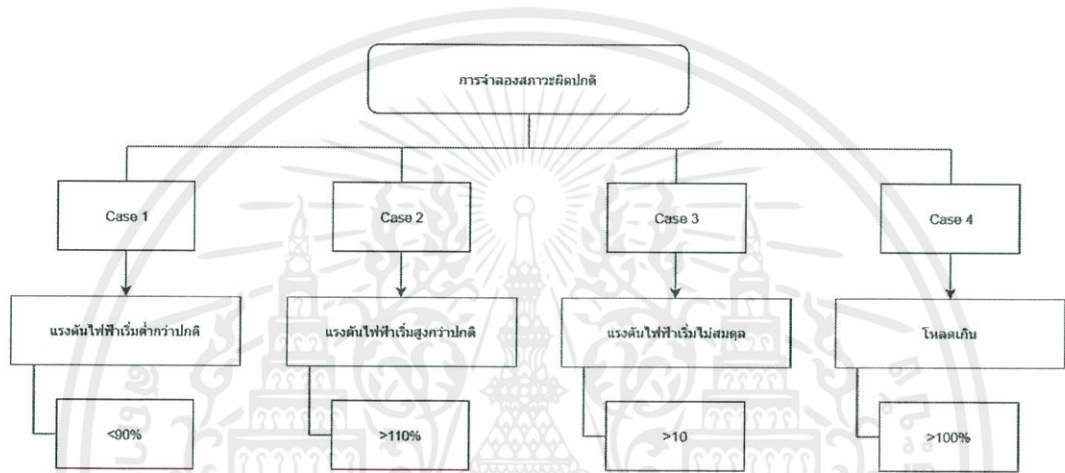 การจำลองสภาวะผิดปกติ
Case 1
Case 2
Case 3
Case 4
แรงดันไฟฟ้าเริ่มต่ำกว่าปกติ
แรงดันไฟฟ้าเริ่มสูงกว่าปกติ
แรงดันไฟฟ้าเริ่มไม่สมดุล
โหลดเกิน
<90%
>110%
>10
>100%